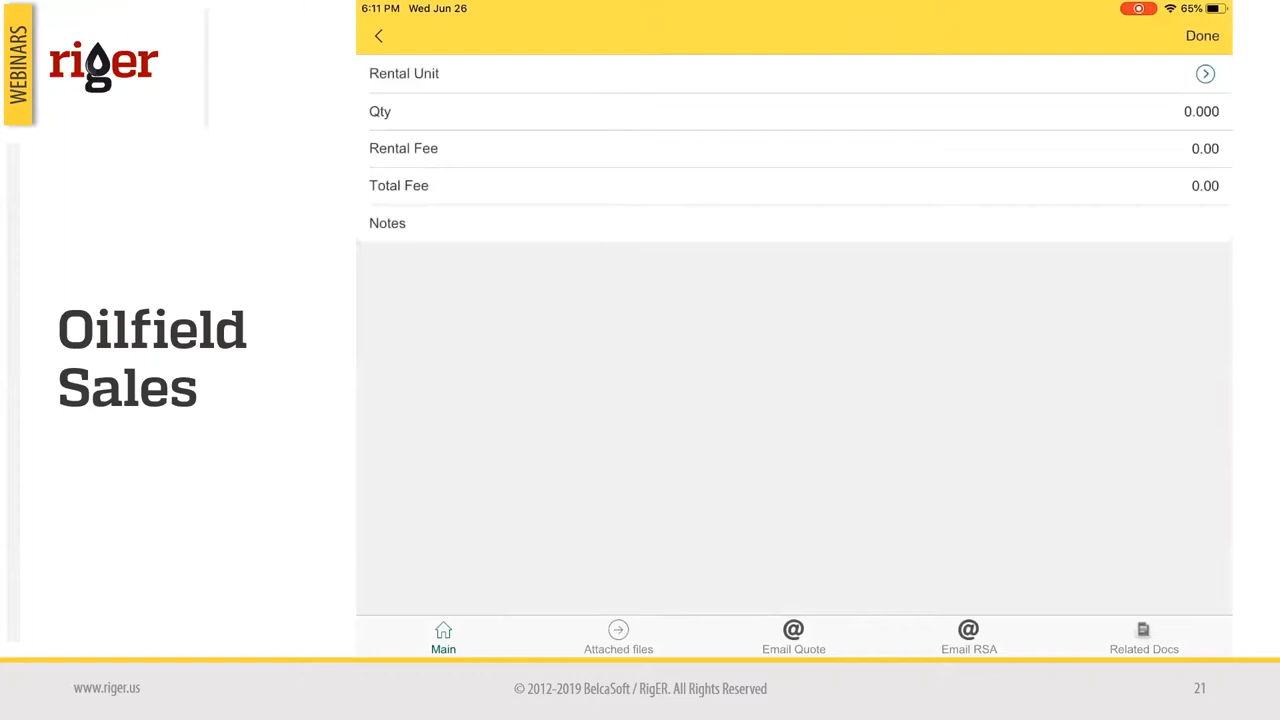 WEBINARS
riger
Oilfield
Sales
6:11 PM Wed Jun 26
65%
Done
Rental Unit
Qty 0.000
Rental Fee 0.00
Total Fee 0.00
Notes
Main Attached files Email Quote Email RSA Related Docs
www.riger.us © 2012-2019 BelcaSoft / RigER. All Rights Reserved 21